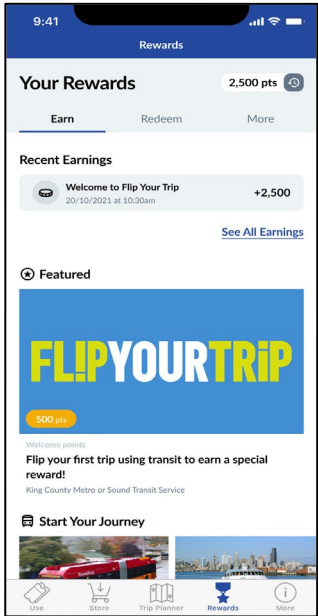 9:41
Rewards
Your Rewards
2,500 pts
Earn Redeem More
Recent Earnings
Welcome to Flip Your Trip
20/10/2021 at 10:30am
+2,500
See All Earnings
Featured
FL!PYOURTRiP
500 pts
Welcome points
Flip your first trip using transit to earn a special
reward!
King County Metro or Sound Transit Service
Start Your Journey
Use Store Trip Planner Rewards More